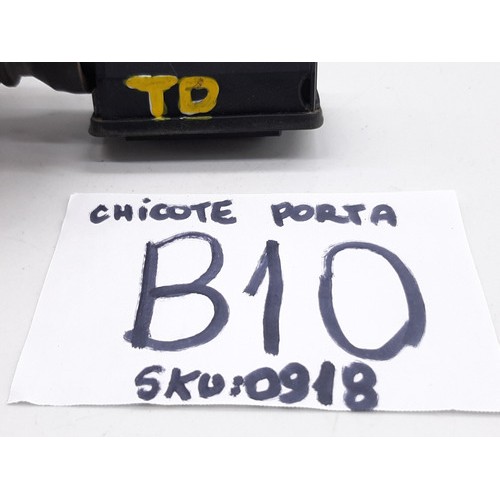 TD
CHICOTE PORTA
B10
SKU:0918